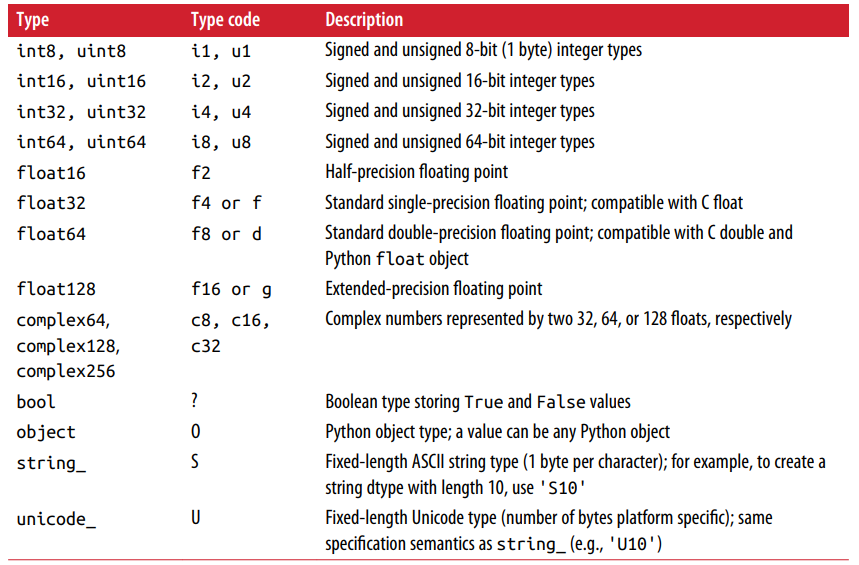 Type Type code Description
int8, uint8 i1, u1 Signed and unsigned 8-bit (1 byte) integer types
int16, uint16 i2, u2 Signed and unsigned 16-bit integer types
int32, uint32 i4, u4 Signed and unsigned 32-bit integer types
int64, uint64 i8, u8 Signed and unsigned 64-bit integer types
float16 f2 Half-precision floating point
float32 f4 or f Standard single-precision floating point; compatible with C float
float64 f8 or d Standard double-precision floating point; compatible with C double and
Python float object
float128 f16 or g Extended-precision floating point
complex64, c8, c16, Complex numbers represented by two 32, 64, or 128 floats, respectively
complex128, c32
complex256
bool ? Boolean type storing True and False values
object O Python object type; a value can be any Python object
string_ S Fixed-length ASCII string type (1 byte per character); for example, to create a
string dtype with length 10, use 'S10'
unicode_ U Fixed-length Unicode type (number of bytes platform specific); same
specification semantics as string_ (e.g., 'U10')